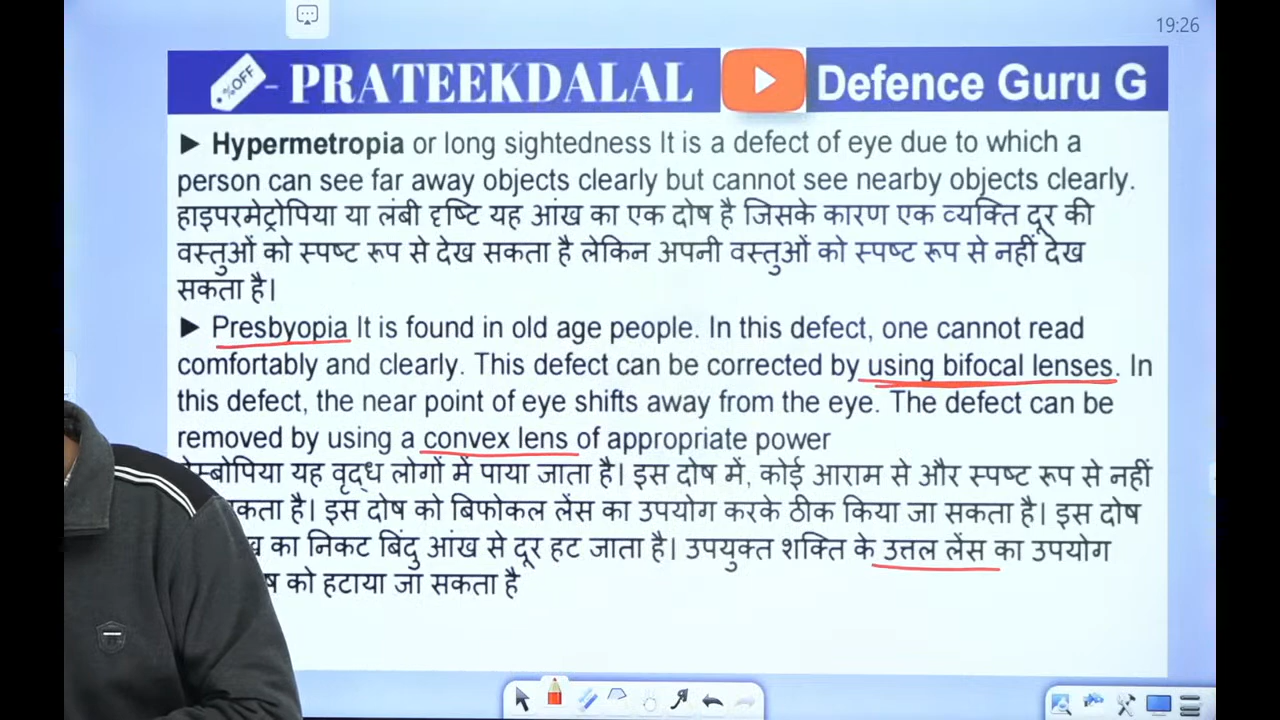 19:26
%OFF - PRATEEKDALAL Defence Guru G
► Hypermetropia or long sightedness It is a defect of eye due to which a
person can see far away objects clearly but cannot see nearby objects clearly.
हाइपरमेट्रोपिया या लंबी दृष्टि यह आंख का एक दोष है जिसके कारण एक व्यक्ति दूर की
वस्तुओं को स्पष्ट रूप से देख सकता है लेकिन अपनी वस्तुओं को स्पष्ट रूप से नहीं देख
सकता है।
► Presbyopia It is found in old age people. In this defect, one cannot read
comfortably and clearly. This defect can be corrected by using bifocal lenses. In
this defect, the near point of eye shifts away from the eye. The defect can be
removed by using a convex lens of appropriate power
यह वृद्ध लोगों में पाया जाता है। इस दोष में, कोई आराम से और स्पष्ट रूप से नहीं
है। इस दोष को बिफोकल लेंस का उपयोग करके ठीक किया जा सकता है। इस दोष
का निकट बिंदु आंख से दूर हट जाता है। उपयुक्त शक्ति के उत्तल लेंस का उपयोग
को हटाया जा सकता है